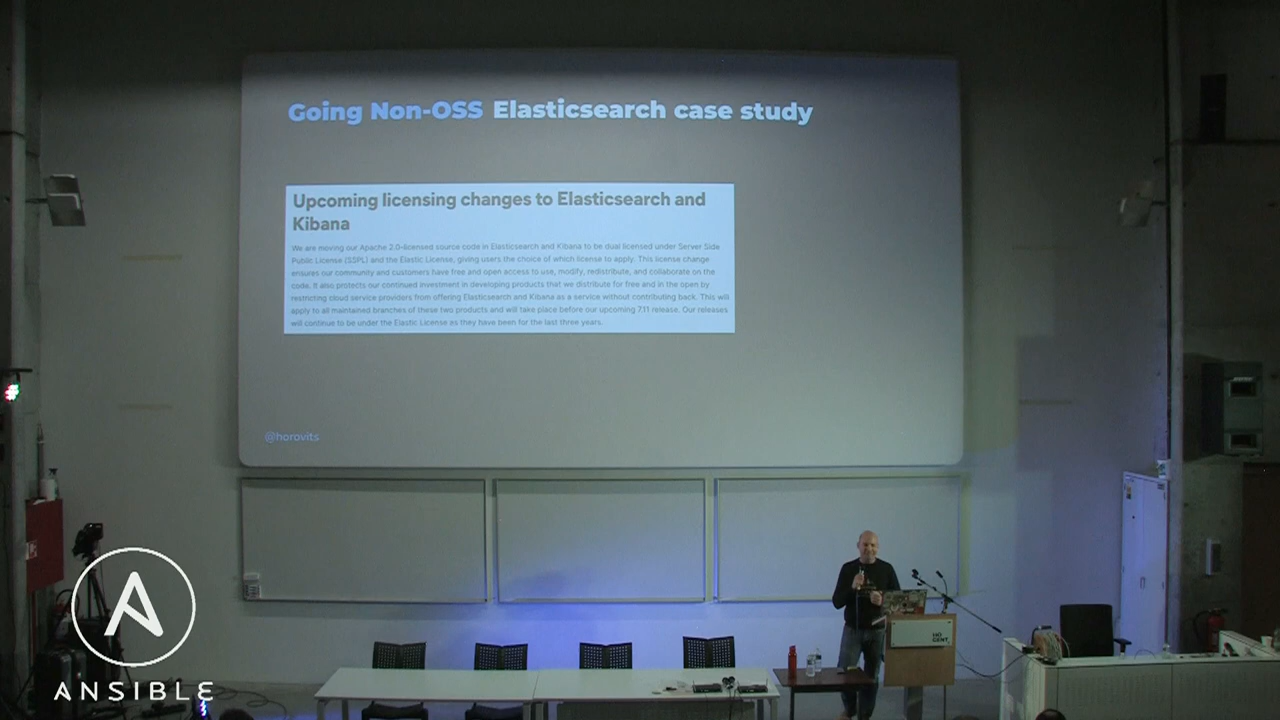 Going Non-OSS Elasticsearch case study
Upcoming licensing changes to Elasticsearch and
Kibana
We are moving our Apache 2.0-licensed source code in Elasticsearch and Kibana to be dual licensed under Server Side
Public License (SSPL) and the Elastic License, giving users the choice of which license to apply. This license change
ensures our community and customers have free and open access to use, modify, redistribute, and collaborate on the
code. It also protects our continued investment in developing products that we distribute for free and in the open by
restricting cloud service providers from offering Elasticsearch and Kibana as a service without contributing back. This will
apply to all maintained branches of these two products and will take place before our upcoming 7.11 release. Our releases
will continue to be under the Elastic License as they have been for the last three years.
@horovits
HO
GENT
ANSIBLE